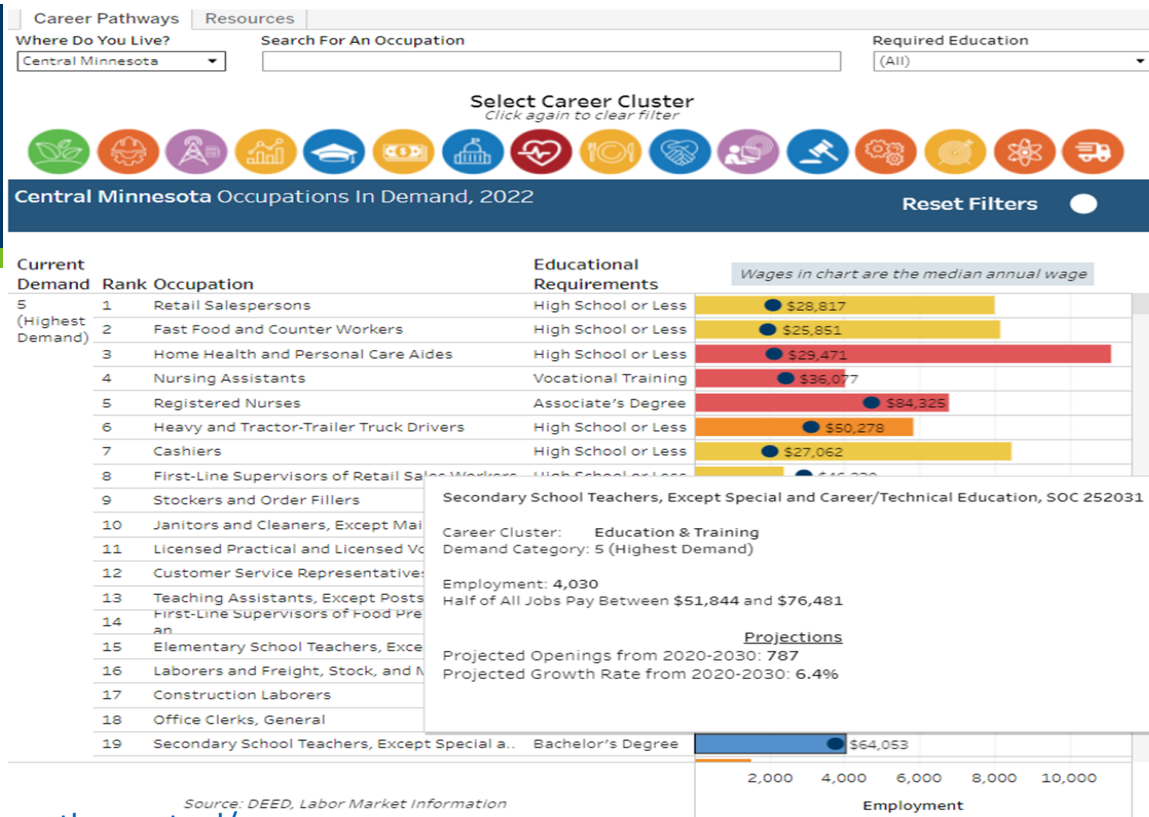 Career Pathways Resources
Where Do You Live? Search For An Occupation Required Education
Central Minnesota (All)
Select Career Cluster
Click again to clear filter
Central Minnesota Occupations In Demand, 2022 Reset Filters
Current Demand Rank Occupation Educational Requirements Wages in chart are the median annual wage
5 (Highest Demand) 1 Retail Salespersons High School or Less $28,817
2 Fast Food and Counter Workers High School or Less $25,851
3 Home Health and Personal Care Aides High School or Less $29,471
4 Nursing Assistants Vocational Training $36,077
5 Registered Nurses Associate's Degree $84,325
6 Heavy and Tractor-Trailer Truck Drivers High School or Less $50,278
7 Cashiers High School or Less $27,062
8 First-Line Supervisors of Retail Sales Workers High School or Less
9 Stockers and Order Fillers
10 Janitors and Cleaners, Except Mai
11 Licensed Practical and Licensed Vo
12 Customer Service Representatives
13 Teaching Assistants, Except Posts
14 First-Line Supervisors of Food Pre
an
15 Elementary School Teachers, Exce
16 Laborers and Freight, Stock, and M
17 Construction Laborers
18 Office Clerks, General
19 Secondary School Teachers, Except Special a.. Bachelor's Degree $64,053
Secondary School Teachers, Except Special and Career/Technical Education, SOC 252031
Career Cluster: Education & Training
Demand Category: 5 (Highest Demand)
Employment: 4,030
Half of All Jobs Pay Between $51,844 and $76,481
Projections
Projected Openings from 2020-2030: 787
Projected Growth Rate from 2020-2030: 6.4%
2,000 4,000 6,000 8,000 10,000
Employment
Source: DEED, Labor Market Information